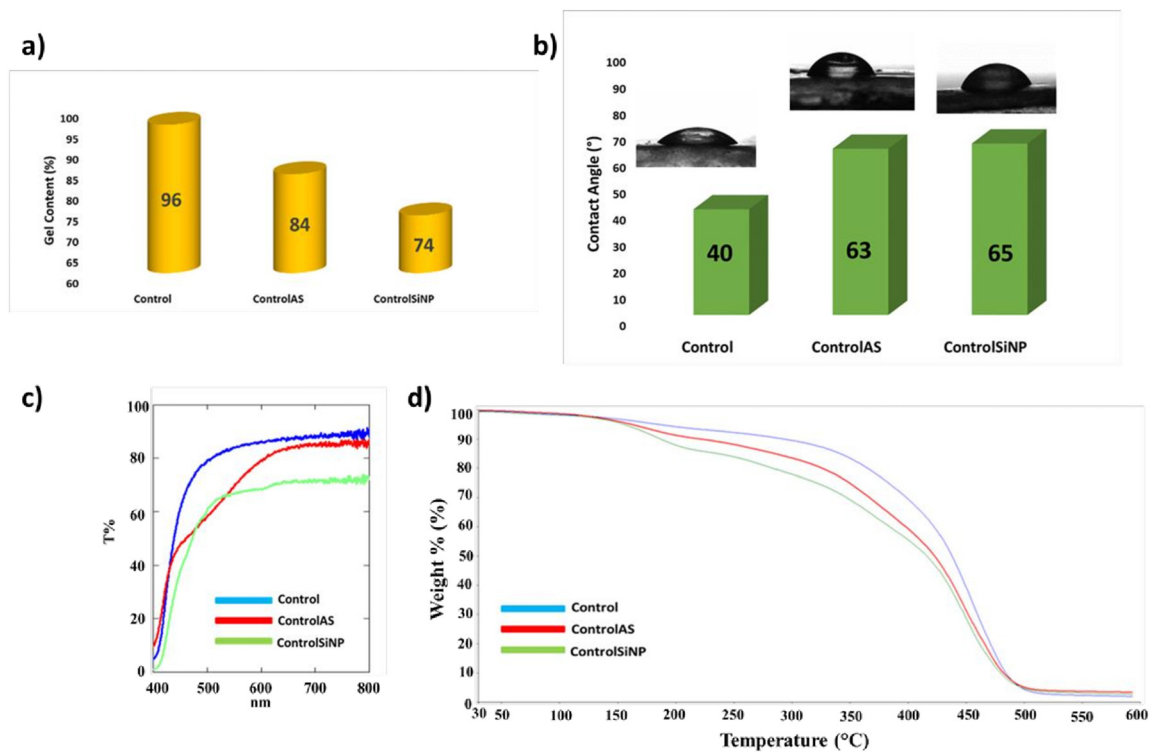 a)
Gel Content (%)
100
95
90
85
80
75
70
65
60
96
84
74
Control ControlAS ControlSiNP
b)
Contact Angle (°)
100
90
80
70
60
50
40
30
20
10
0
40
63
65
Control ControlAS ControlSiNP
c)
T%
100
80
60
40
20
0
Control
ControlAS
ControlSiNP
400 500 600 700 800
nm
d)
Weight % (%)
100
90
80
70
60
50
40
30
20
10
0
Control
ControlAS
ControlSiNP
30 50 100 150 200 250 300 350 400 450 500 550 600
Temperature (°C)